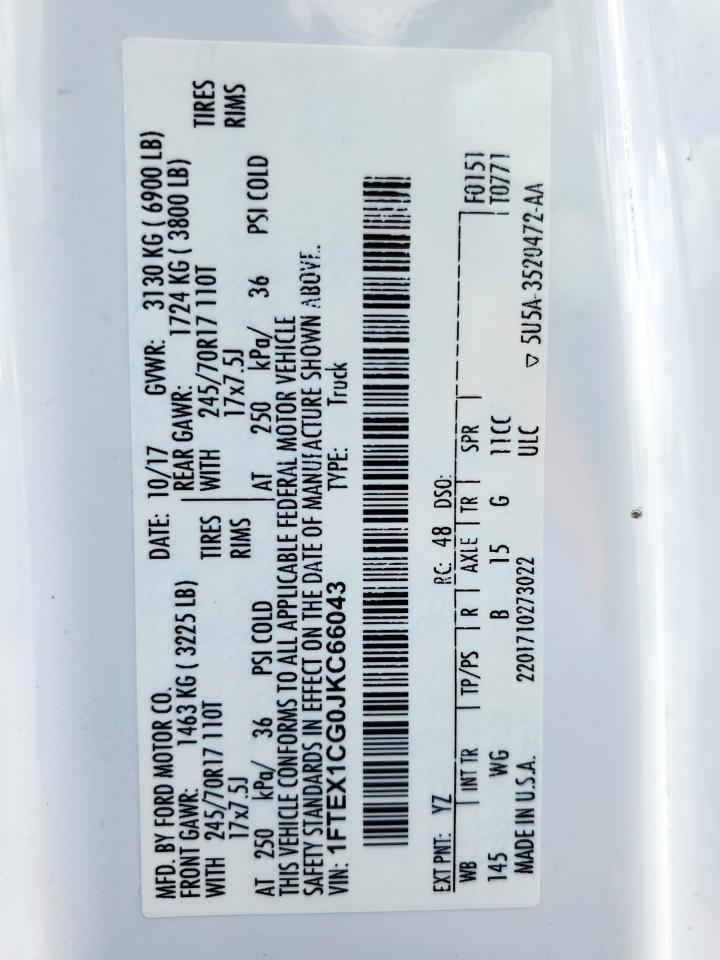 MFD. BY FORD MOTOR CO. DATE: 10/17 GVWR: 3130 KG ( 6900 LB)
FRONT GAWR: 1463 KG ( 3225 LB) REAR GAWR: 1724 KG ( 3800 LB)
WITH 245/70R17 110T TIRES WITH 245/70R17 110T TIRES
17x7.5J RIMS 17x7.5J RIMS
AT 250 kPa/ 36 PSI COLD AT 250 kPa/ 36 PSI COLD
THIS VEHICLE CONFORMS TO ALL APPLICABLE FEDERAL MOTOR VEHICLE
SAFETY STANDARDS IN EFFECT ON THE DATE OF MANUFACTURE SHOWN ABOVE.
VIN: 1FTEX1CG0JKC66043 TYPE: Truck
EXT PNT: YZ RC: 48 DSO: F0151
WB INT TR TP/PS R AXLE TR SPR T0771
145 WG B 15 G 11CC
MADE IN U.S.A. 2201710273022 ULC ▽ 5U5A-3520472-AA